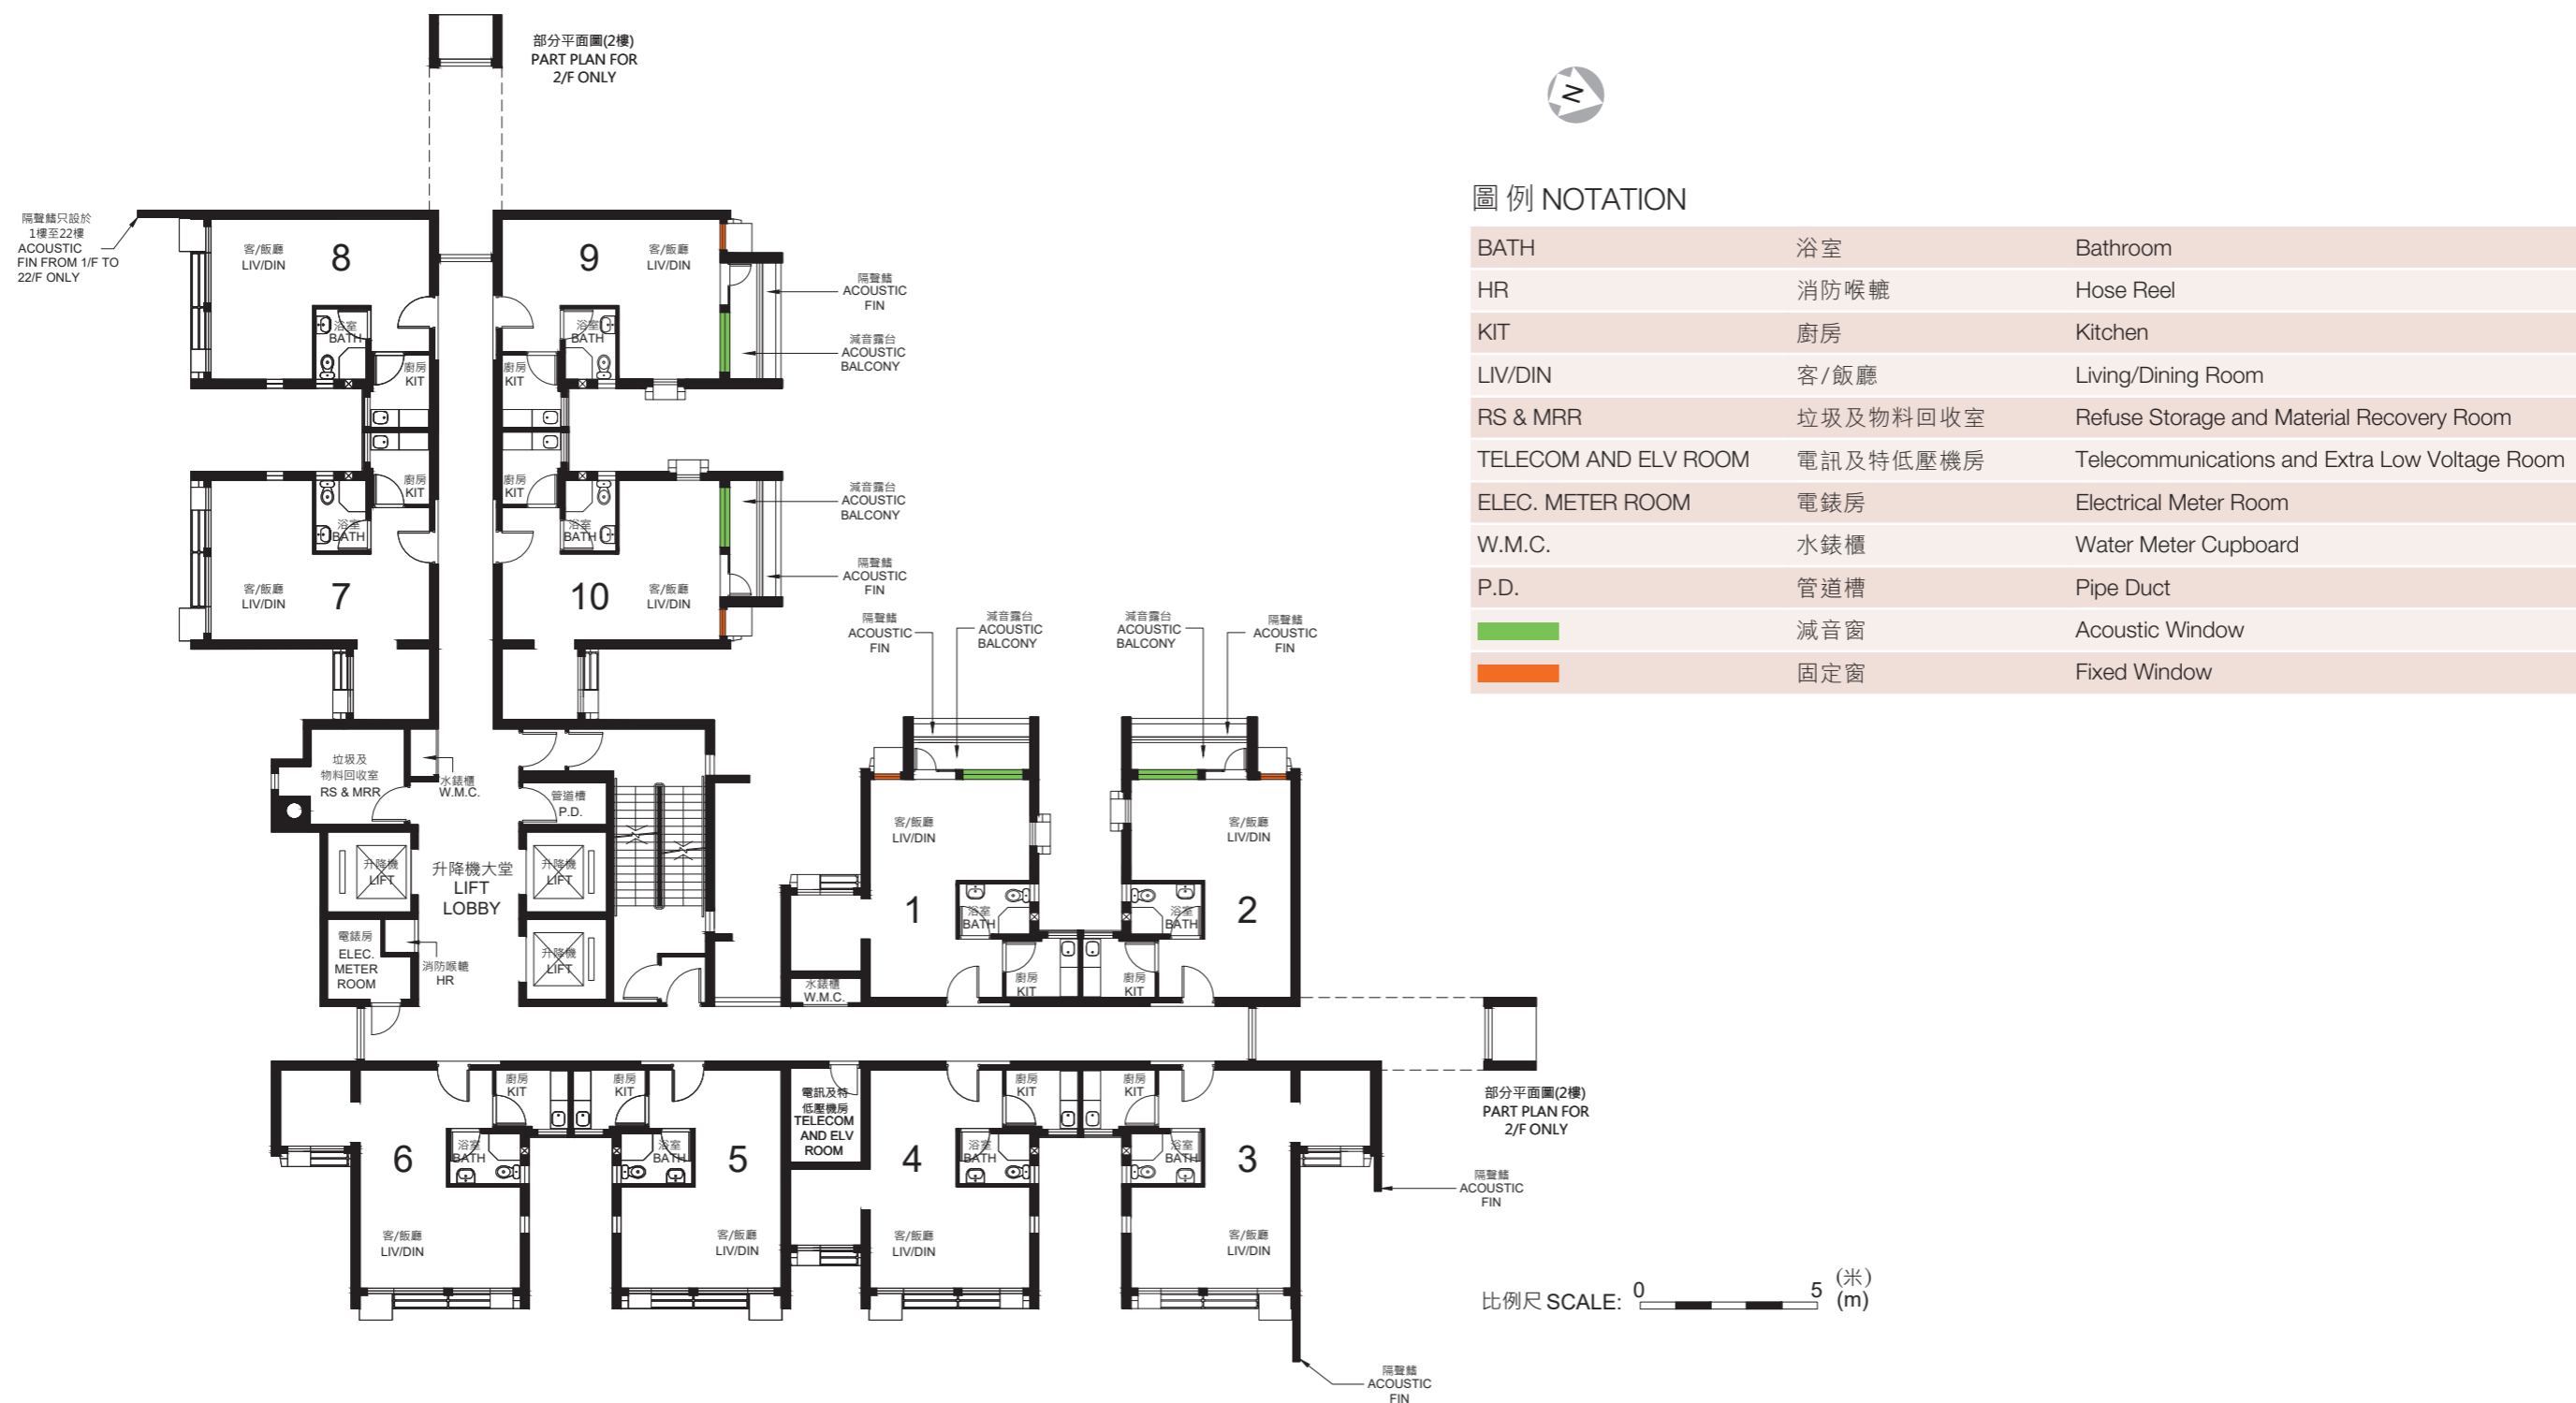 部分平面圖(2樓)
PART PLAN FOR
2/F ONLY
N
圖例 NOTATION
BATH 浴室 Bathroom
HR 消防喉轆 Hose Reel
KIT 廚房 Kitchen
LIV/DIN 客/飯廳 Living/Dining Room
RS & MRR 垃圾及物料回收室 Refuse Storage and Material Recovery Room
TELECOM AND ELV ROOM 電訊及特低壓機房 Telecommunications and Extra Low Voltage Room
ELEC. METER ROOM 電錶房 Electrical Meter Room
W.M.C. 水錶櫃 Water Meter Cupboard
P.D. 管道槽 Pipe Duct
減音窗 Acoustic Window
固定窗 Fixed Window
隔聲鰭只設於
1樓至22樓
ACOUSTIC
FIN FROM 1/F TO
22/F ONLY
客/飯廳
LIV/DIN
8
浴室
BATH
廚房
KIT
9
客/飯廳
LIV/DIN
浴室
BATH
廚房
KIT
隔聲鰭
ACOUSTIC
FIN
減音露台
ACOUSTIC
BALCONY
廚房
KIT
浴室
BATH
客/飯廳
LIV/DIN
7
廚房
KIT
浴室
BATH
10
客/飯廳
LIV/DIN
減音露台
ACOUSTIC
BALCONY
隔聲鰭
ACOUSTIC
FIN
隔聲鰭
ACOUSTIC
FIN
減音露台
ACOUSTIC
BALCONY
減音露台
ACOUSTIC
BALCONY
隔聲鰭
ACOUSTIC
FIN
垃圾及
物料回收室
RS & MRR
水錶櫃
W.M.C.
管道槽
P.D.
升降機
LIFT
升降機大堂
LIFT
LOBBY
升降機
LIFT
升降機
LIFT
電錶房
ELEC.
METER
ROOM
消防喉轆
HR
客/飯廳
LIV/DIN
1
浴室
BATH
廚房
KIT
水錶櫃
W.M.C.
客/飯廳
LIV/DIN
2
浴室
BATH
廚房
KIT
廚房
KIT
6
浴室
BATH
客/飯廳
LIV/DIN
廚房
KIT
浴室
BATH
5
客/飯廳
LIV/DIN
電訊及特
低壓機房
TELECOM
AND ELV
ROOM
廚房
KIT
4
浴室
BATH
客/飯廳
LIV/DIN
廚房
KIT
浴室
BATH
3
客/飯廳
LIV/DIN
部分平面圖(2樓)
PART PLAN FOR
2/F ONLY
隔聲鰭
ACOUSTIC
FIN
隔聲鰭
ACOUSTIC
FIN
比例尺 SCALE: 0 5 (米)
(m)